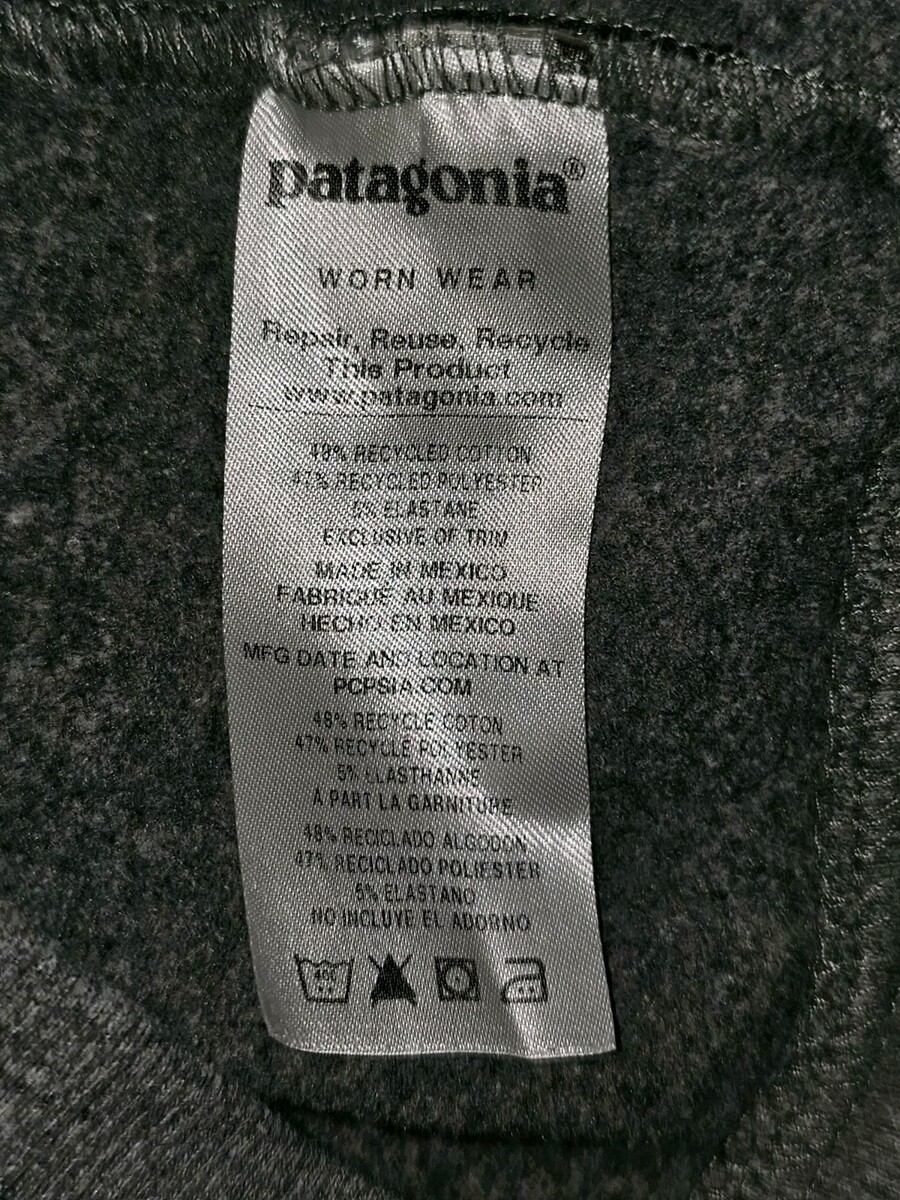 patagonia®
WORN WEAR
Repair, Reuse, Recycle
This Product
www.patagonia.com
48% RECYCLED COTTON
47% RECYCLED POLYESTER
5% ELASTANE
EXCLUSIVE OF TRIM
MADE IN MEXICO
FABRIQUE AU MEXIQUE
HECHO EN MEXICO
MFG DATE AND LOCATION AT
PCPSIA.COM
48% RECYCLE COTON
47% RECYCLE POLYESTER
5% ELASTHANNE
A PART LA GARNITURE
48% RECICLADO ALGODON
47% RECICLADO POLIESTER
5% ELASTANO
NO INCLUYE EL ADORNO